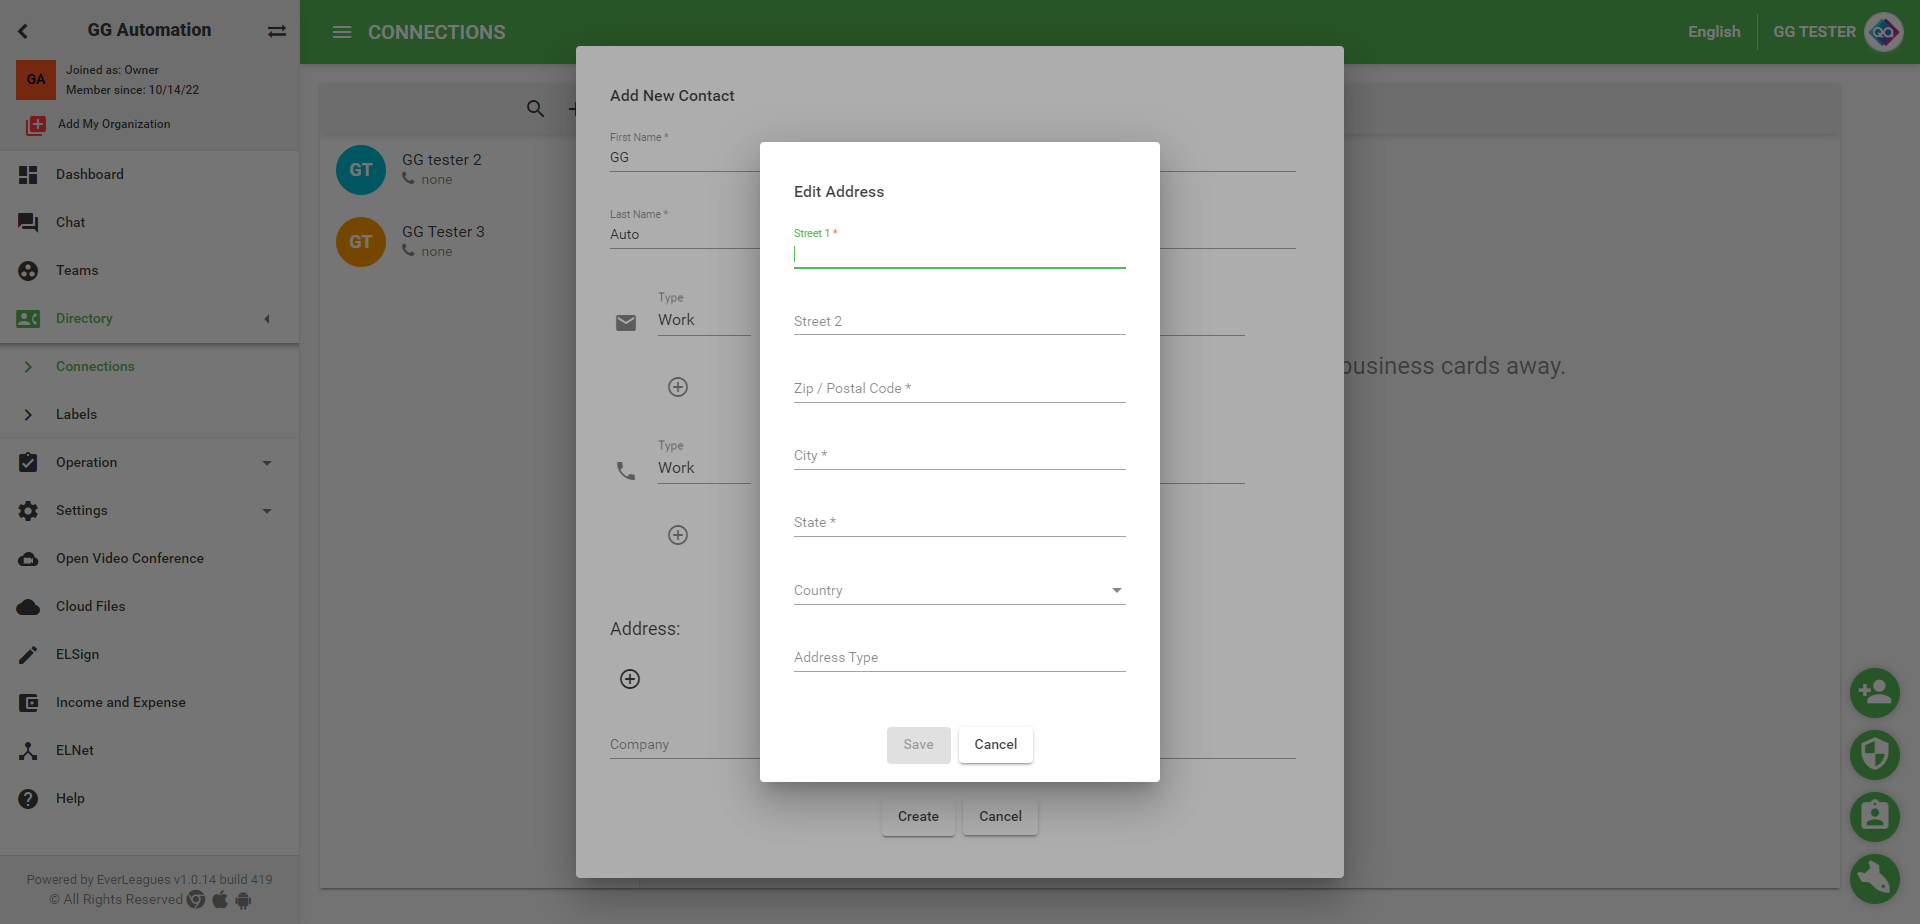 GG Automation
GA
Joined as: Owner
Member since: 10/14/22
Add My Organization
Dashboard
Chat
Teams
Directory
Connections
Labels
Operation
Settings
Open Video Conference
Cloud Files
ELSign
Income and Expense
ELNet
Help
Powered by EverLeagues v1.0.14 build 419
© All Rights Reserved
CONNECTIONS
English
GG TESTER
QA
GT
GG tester 2
none
GT
GG Tester 3
none
business cards away.
Add New Contact
First Name *
GG
Last Name *
Auto
Type
Work
Type
Work
Address:
Company
Create
Cancel
Edit Address
Street 1 *
Street 2
Zip / Postal Code *
City *
State *
Country
Address Type
Save
Cancel